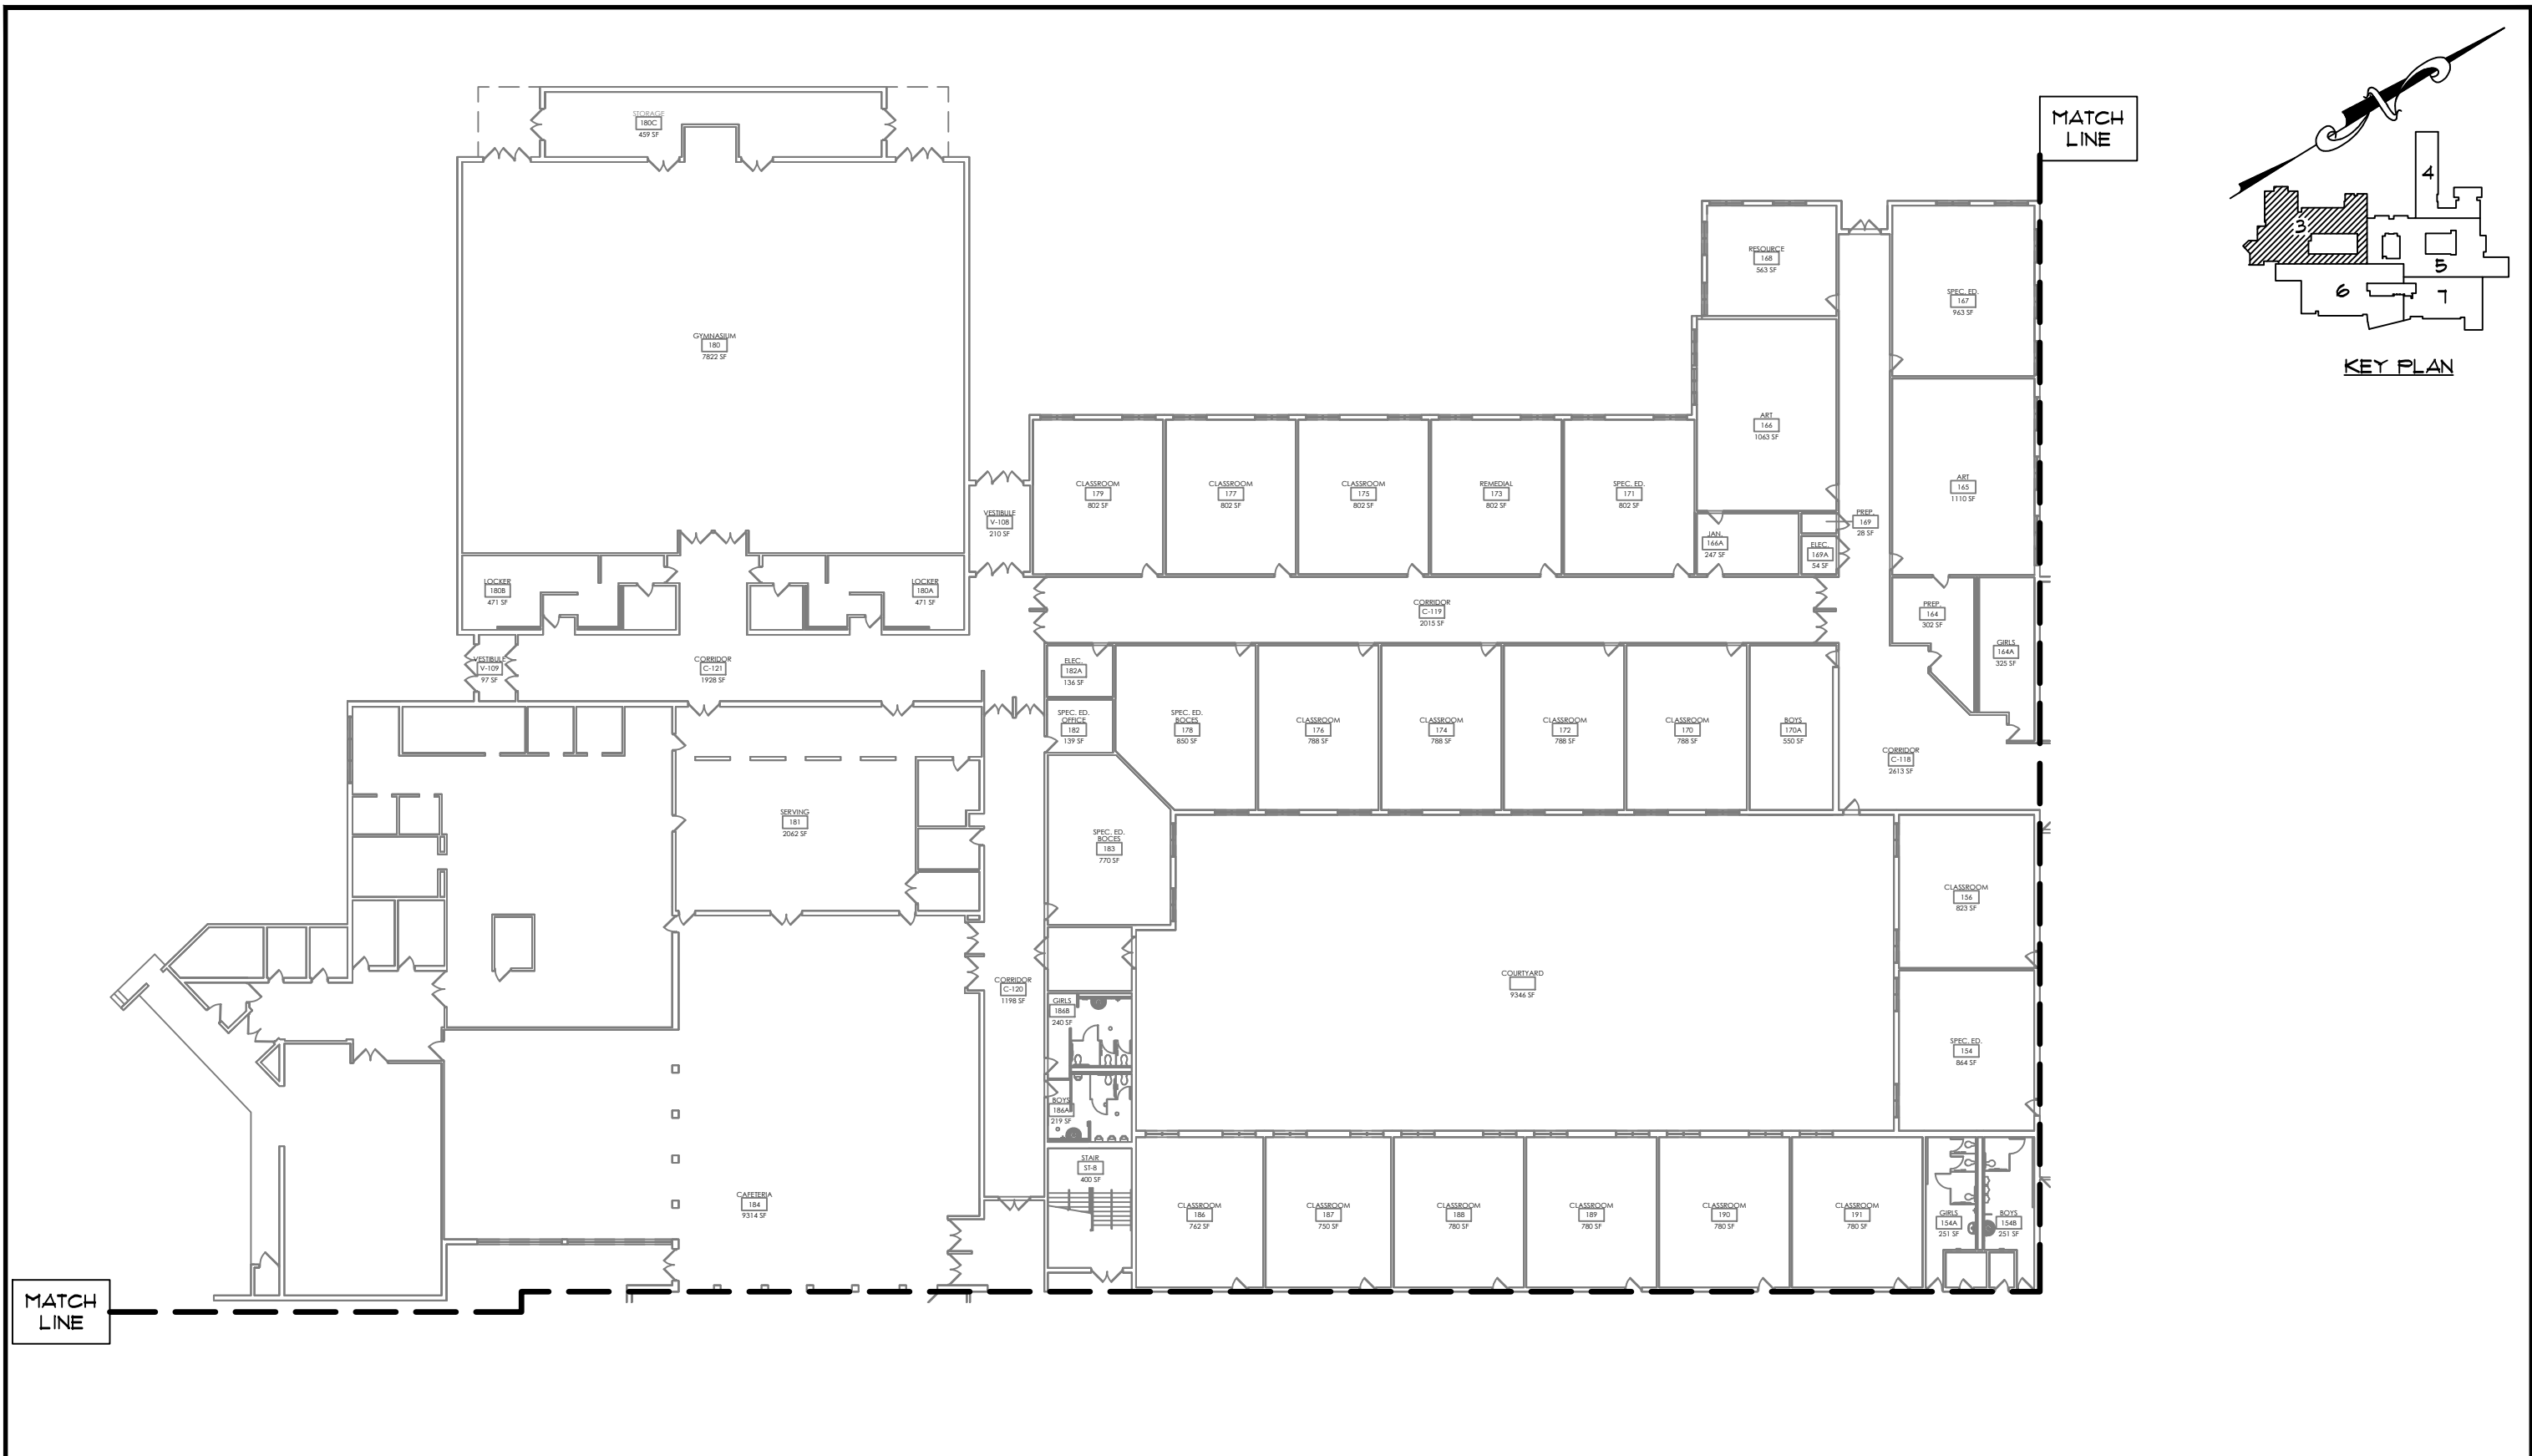 MATCH
LINE
4
3
5
6
7
KEY PLAN
STORAGE
180C
459 SF
GYMNASIUM
180
7822 SF
RESOURCE
168
563 SF
SPEC. ED.
167
963 SF
ART
166
1063 SF
ART
165
1110 SF
CLASSROOM
179
802 SF
CLASSROOM
177
802 SF
CLASSROOM
175
802 SF
REMEDIAL
173
802 SF
SPEC. ED.
171
802 SF
VESTIBULE
V-108
210 SF
JAN.
166A
247 SF
PREP.
169
28 SF
ELEC.
169A
54 SF
LOCKER
180B
471 SF
LOCKER
180A
471 SF
CORRIDOR
C-119
2015 SF
PREP.
164
302 SF
GIRLS
164A
325 SF
VESTIBULE
V-109
97 SF
CORRIDOR
C-121
1928 SF
ELEC.
182A
136 SF
SPEC. ED.
OFFICE
182
139 SF
SPEC. ED.
BOCES
178
850 SF
CLASSROOM
176
788 SF
CLASSROOM
174
788 SF
CLASSROOM
172
788 SF
CLASSROOM
170
788 SF
BOYS
170A
550 SF
CORRIDOR
C-118
2613 SF
SERVING
181
2062 SF
SPEC. ED.
BOCES
183
770 SF
CLASSROOM
156
823 SF
COURTYARD
9346 SF
CORRIDOR
C-120
1198 SF
GIRLS
186B
240 SF
SPEC. ED.
154
864 SF
BOYS
186A
219 SF
STAIR
ST-8
400 SF
CAFETERIA
184
9314 SF
CLASSROOM
186
762 SF
CLASSROOM
187
750 SF
CLASSROOM
188
780 SF
CLASSROOM
189
780 SF
CLASSROOM
190
780 SF
CLASSROOM
191
780 SF
GIRLS
154A
251 SF
BOYS
154B
251 SF
MATCH
LINE